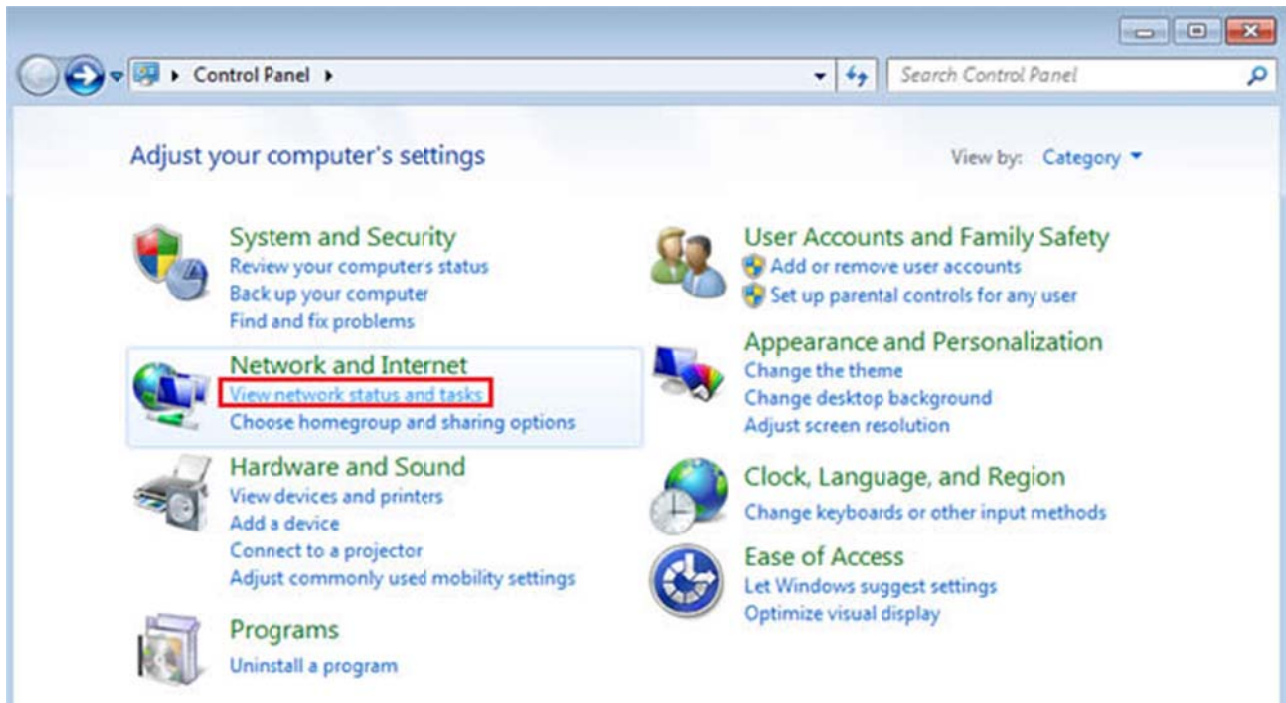 Control Panel
Search Control Panel
Adjust your computer's settings
View by: Category
System and Security
Review your computer's status
Back up your computer
Find and fix problems
Network and Internet
View network status and tasks
Choose homegroup and sharing options
Hardware and Sound
View devices and printers
Add a device
Connect to a projector
Adjust commonly used mobility settings
Programs
Uninstall a program
User Accounts and Family Safety
Add or remove user accounts
Set up parental controls for any user
Appearance and Personalization
Change the theme
Change desktop background
Adjust screen resolution
Clock, Language, and Region
Change keyboards or other input methods
Ease of Access
Let Windows suggest settings
Optimize visual display